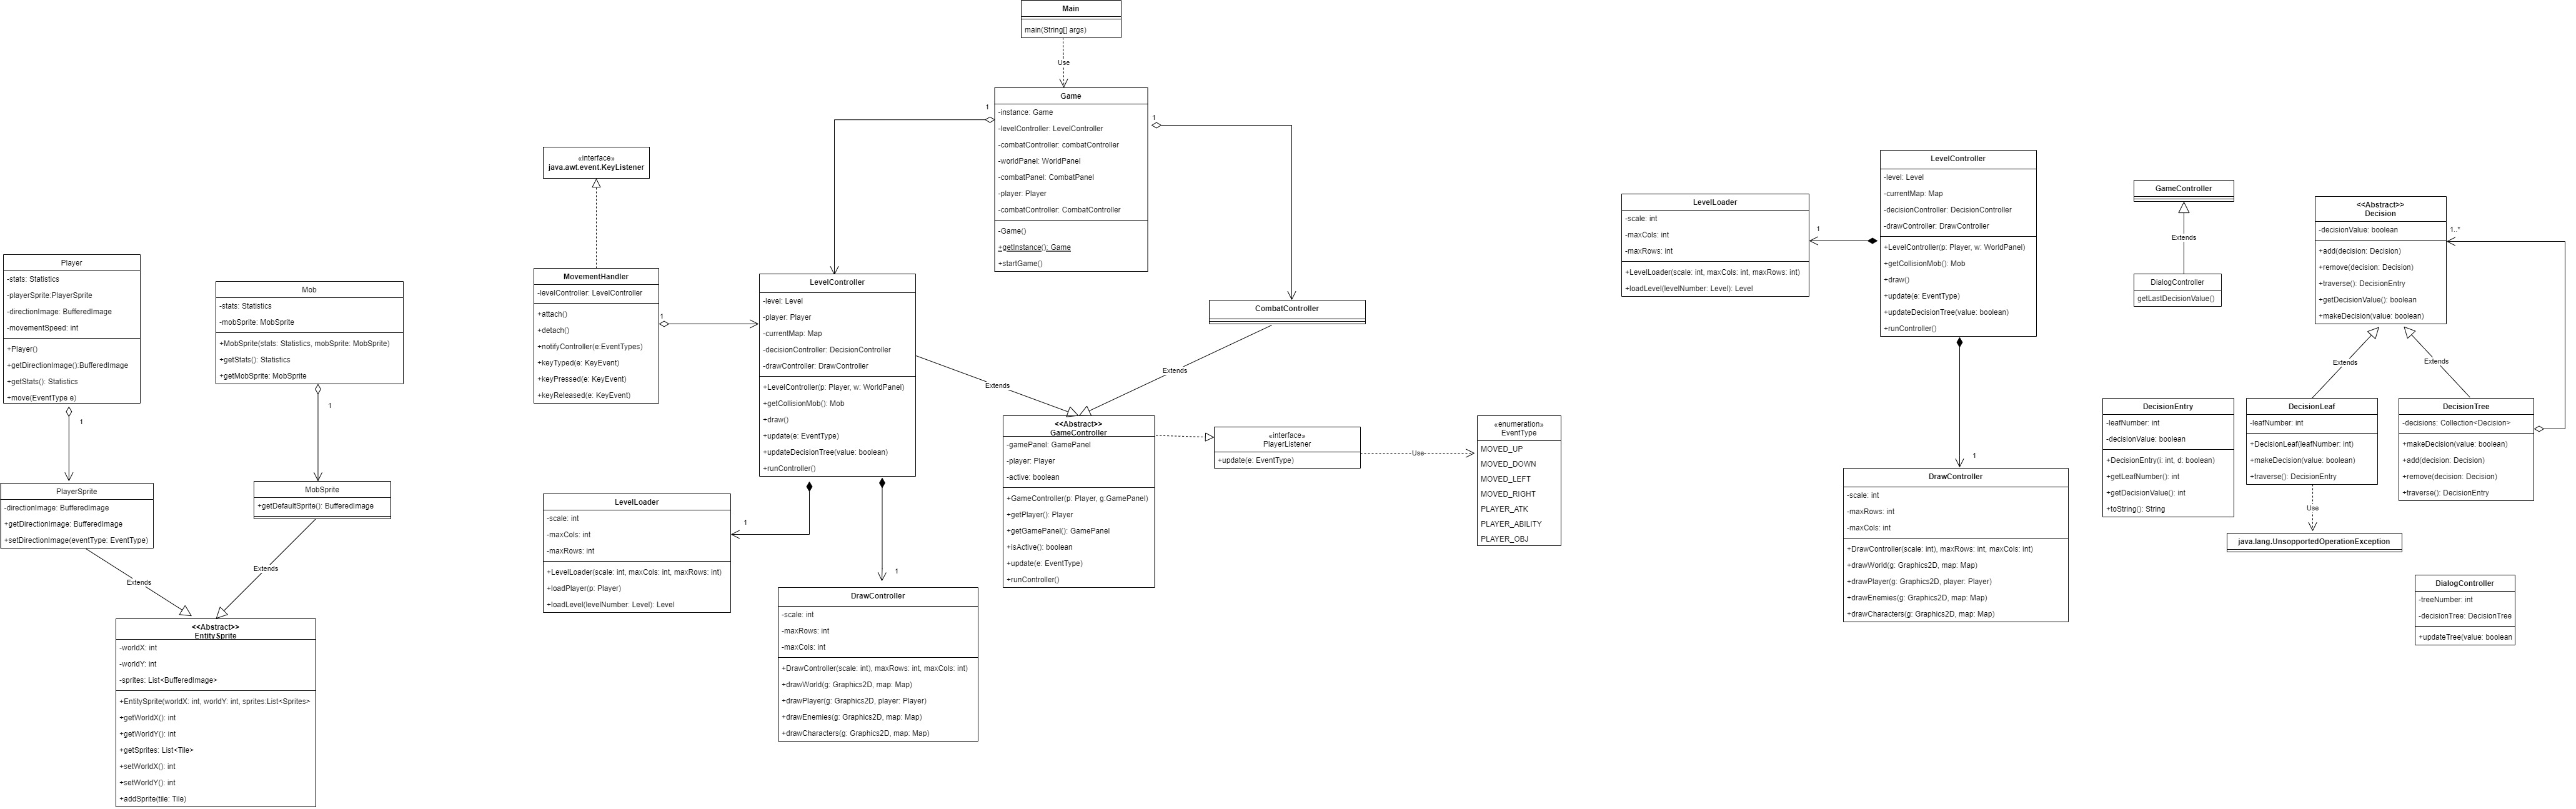 Main
main(String[] args)
Use
Game
-instance: Game
-levelController: LevelController
-combatController: combatController
-worldPanel: WorldPanel
-combatPanel: CombatPanel
-player: Player
-combatController: CombatController
-Game()
+getInstance(): Game
+startGame()
1
1
«interface»
java.awt.event.KeyListener
MovementHandler
-levelController: LevelController
+attach()
+detach()
+notifyController(e:EventTypes)
+keyTyped(e: KeyEvent)
+keyPressed(e: KeyEvent)
+keyReleased(e: KeyEvent)
1
LevelController
-level: Level
-player: Player
-currentMap: Map
-decisionController: DecisionController
-drawController: DrawController
+LevelController(p: Player, w: WorldPanel)
+getCollisionMob(): Mob
+draw()
+update(e: EventType)
+updateDecisionTree(value: boolean)
+runController()
CombatController
Extends
Extends
<<Abstract>>
GameController
-gamePanel: GamePanel
-player: Player
-active: boolean
+GameController(p: Player, g:GamePanel)
+getPlayer(): Player
+getGamePanel(): GamePanel
+isActive(): boolean
+update(e: EventType)
+runController()
«interface»
PlayerListener
+update(e: EventType)
Use
«enumeration»
EventType
MOVED_UP
MOVED_DOWN
MOVED_LEFT
MOVED_RIGHT
PLAYER_ATK
PLAYER_ABILITY
PLAYER_OBJ
LevelLoader
-scale: int
-maxCols: int
-maxRows: int
+LevelLoader(scale: int, maxCols: int, maxRows: int)
+loadPlayer(p: Player)
+loadLevel(levelNumber: Level): Level
1
1
DrawController
-scale: int
-maxRows: int
-maxCols: int
+DrawController(scale: int), maxRows: int, maxCols: int)
+drawWorld(g: Graphics2D, map: Map)
+drawPlayer(g: Graphics2D, player: Player)
+drawEnemies(g: Graphics2D, map: Map)
+drawCharacters(g: Graphics2D, map: Map)
Player
-stats: Statistics
-playerSprite:PlayerSprite
-directionImage: BufferedImage
-movementSpeed: int
+Player()
+getDirectionImage():BufferedImage
+getStats(): Statistics
+move(EventType e)
1
Mob
-stats: Statistics
-mobSprite: MobSprite
+MobSprite(stats: Statistics, mobSprite: MobSprite)
+getStats(): Statistics
+getMobSprite: MobSprite
1
PlayerSprite
-directionImage: BufferedImage
+getDirectionImage: BufferedImage
+setDirectionImage(eventType: EventType)
MobSprite
+getDefaultSprite(): BufferedImage
Extends
Extends
<<Abstract>>
EntitySprite
-worldX: int
-worldY: int
-sprites: List<BufferedImage>
+EntitySprite(worldX: int, worldY: int, sprites:List<Sprites>
+getWorldX(): int
+getWorldY(): int
+getSprites: List<Tile>
+setWorldX(): int
+setWorldY(): int
+addSprite(tile: Tile)
LevelLoader
-scale: int
-maxCols: int
-maxRows: int
+LevelLoader(scale: int, maxCols: int, maxRows: int)
+loadLevel(levelNumber: Level): Level
1
LevelController
-level: Level
-currentMap: Map
-decisionController: DecisionController
-drawController: DrawController
+LevelController(p: Player, w: WorldPanel)
+getCollisionMob(): Mob
+draw()
+update(e: EventType)
+updateDecisionTree(value: boolean)
+runController()
1
DrawController
-scale: int
-maxRows: int
-maxCols: int
+DrawController(scale: int), maxRows: int, maxCols: int)
+drawWorld(g: Graphics2D, map: Map)
+drawPlayer(g: Graphics2D, player: Player)
+drawEnemies(g: Graphics2D, map: Map)
+drawCharacters(g: Graphics2D, map: Map)
GameController
Extends
DialogController
getLastDecisionValue()
<<Abstract>>
Decision
-decisionValue: boolean
+add(decision: Decision)
+remove(decision: Decision)
+traverse(): DecisionEntry
+getDecisionValue(): boolean
+makeDecision(value: boolean)
1..*
Extends
Extends
DecisionEntry
-leafNumber: int
-decisionValue: boolean
+DecisionEntry(i: int, d: boolean)
+getLeafNumber(): int
+getDecisionValue(): int
+toString(): String
DecisionLeaf
-leafNumber: int
+DecisionLeaf(leafNumber: int)
+makeDecision(value: boolean)
+traverse(): DecisionEntry
DecisionTree
-decisions: Collection<Decision>
+makeDecision(value: boolean)
+add(decision: Decision)
+remove(decision: Decision)
+traverse(): DecisionEntry
Use
java.lang.UnsopportedOperationException
DialogController
-treeNumber: int
-decisionTree: DecisionTree
+updateTree(value: boolean